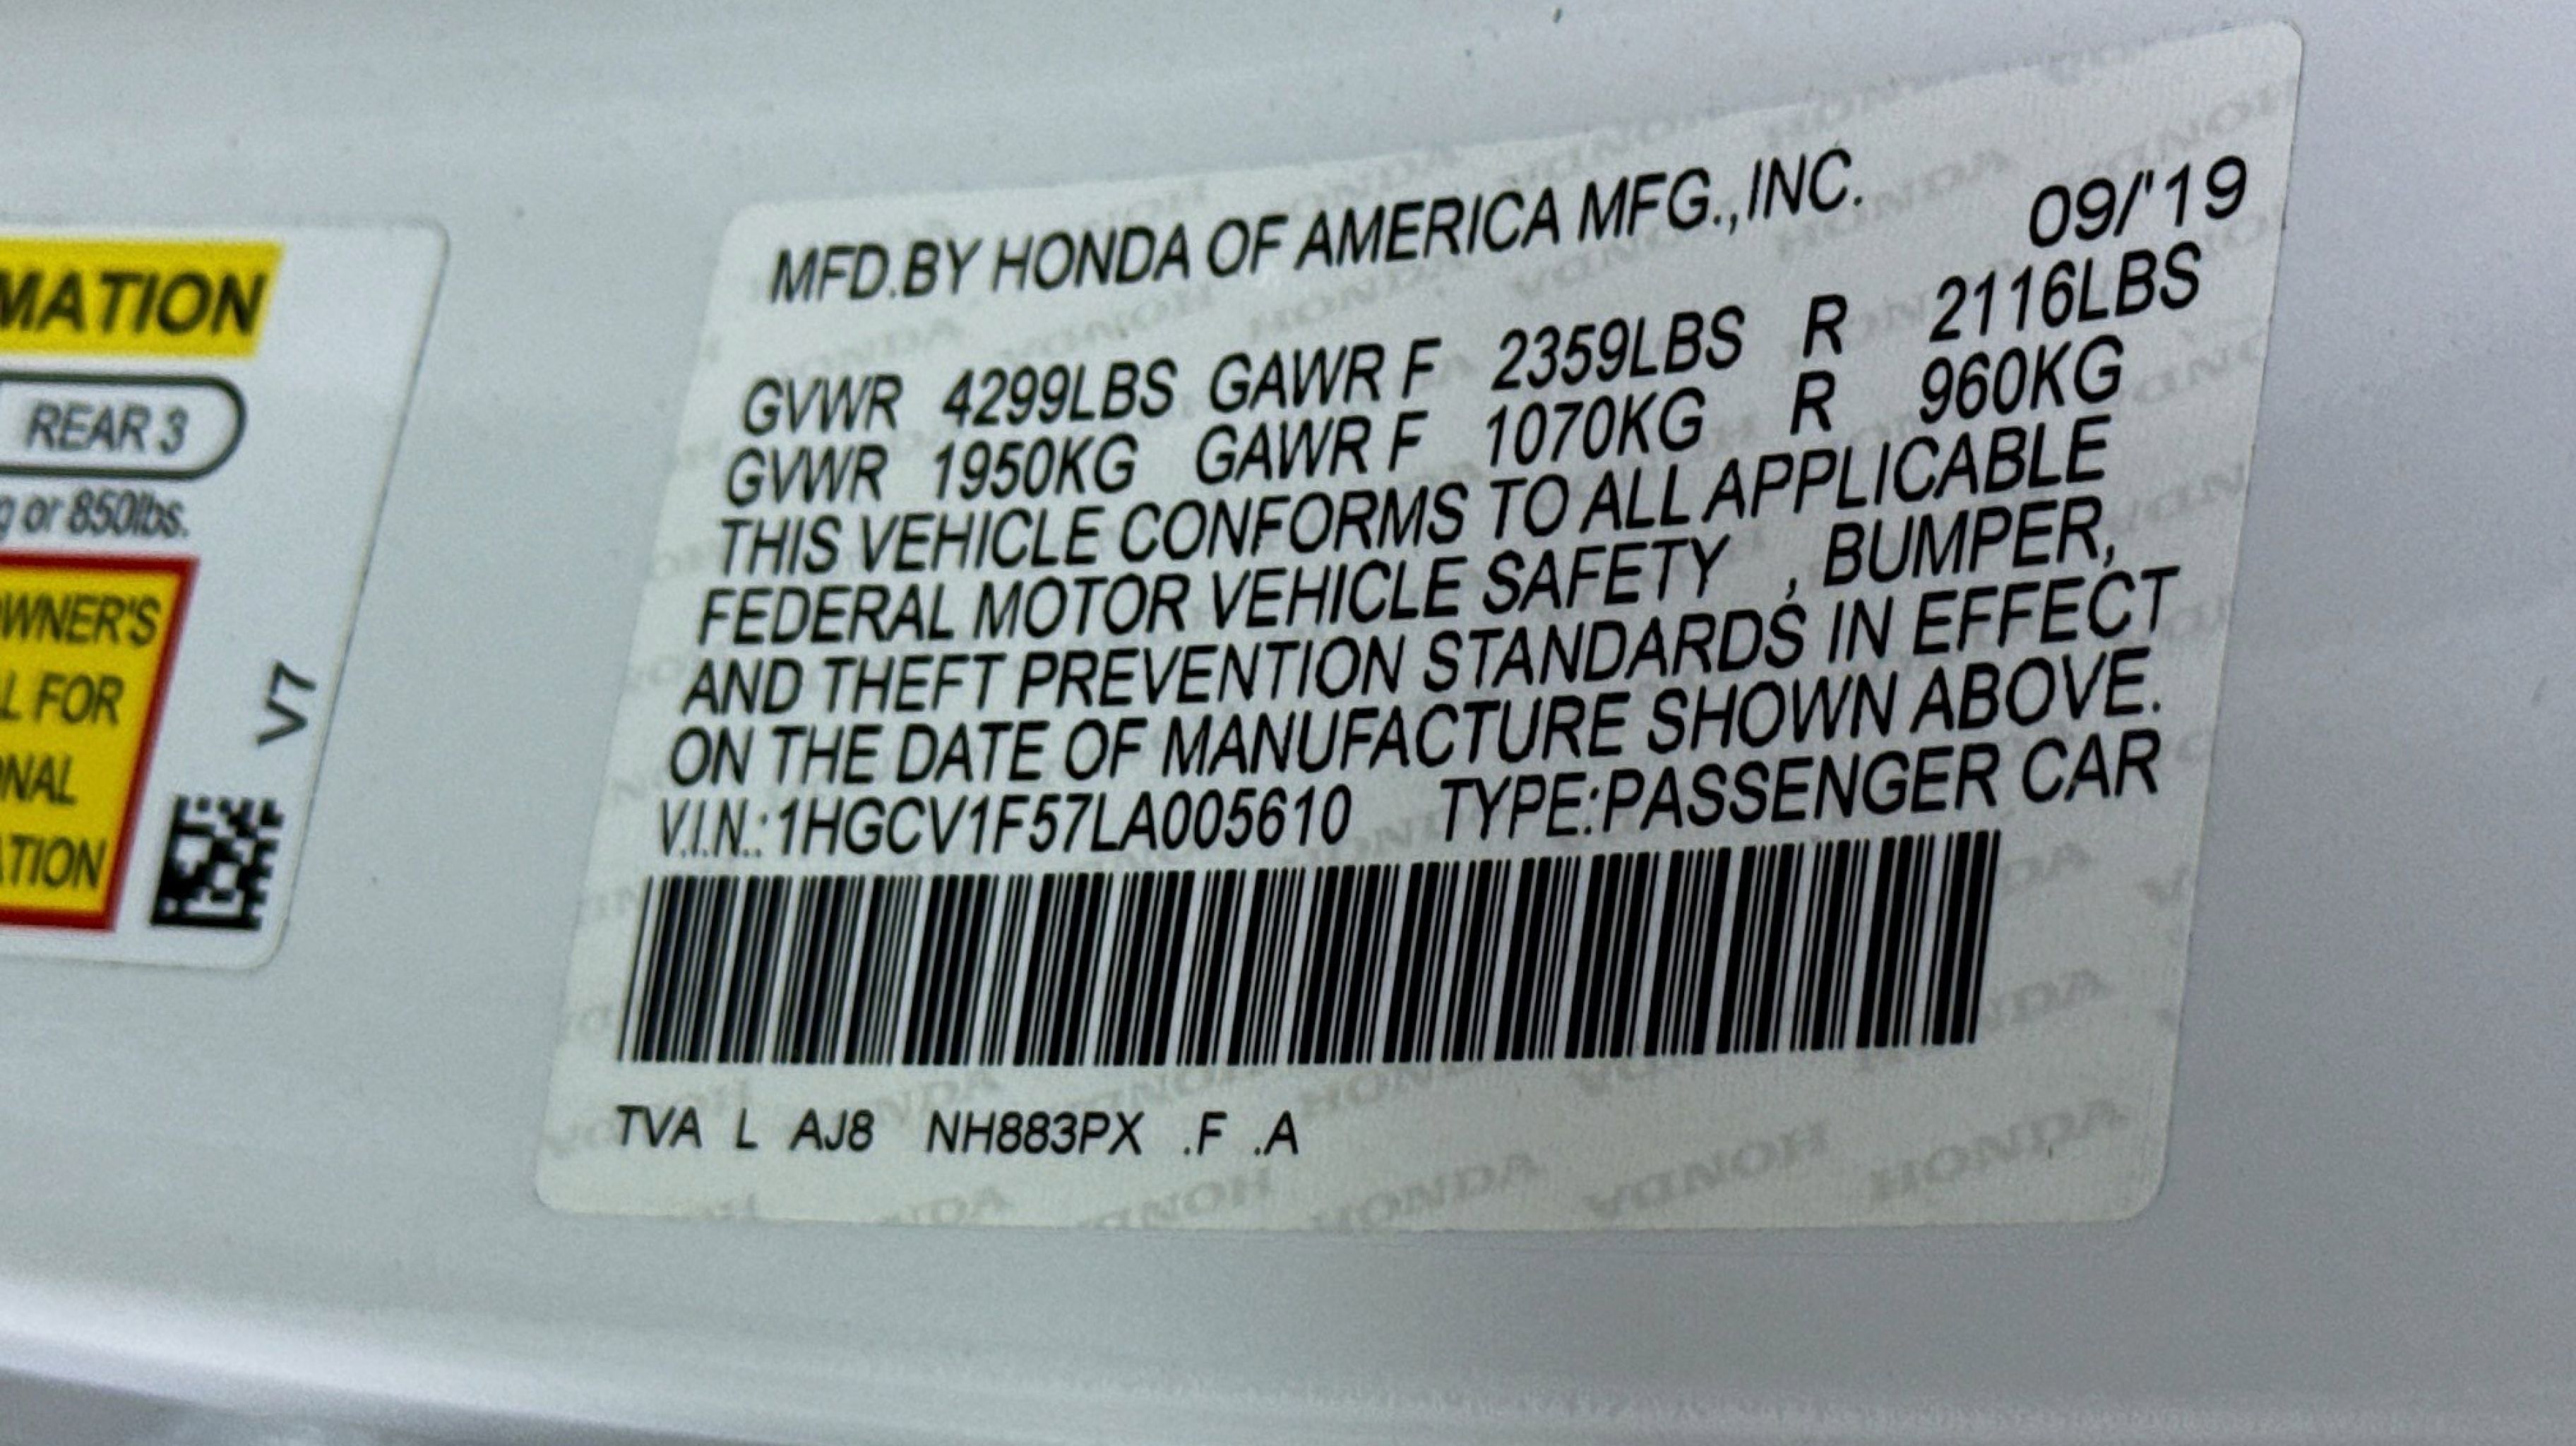 MATION
REAR 3
g or 850lbs.
OWNER'S
L FOR
ONAL
ATION
V7
MFD.BY HONDA OF AMERICA MFG.,INC.
09/'19
GVWR 4299LBS GAWR F 2359LBS R 2116LBS
GVWR 1950KG GAWR F 1070KG R 960KG
THIS VEHICLE CONFORMS TO ALL APPLICABLE
FEDERAL MOTOR VEHICLE SAFETY , BUMPER,
AND THEFT PREVENTION STANDARDS IN EFFECT
ON THE DATE OF MANUFACTURE SHOWN ABOVE.
V.I.N.:1HGCV1F57LA005610 TYPE:PASSENGER CAR
TVA L AJ8 NH883PX .F .A